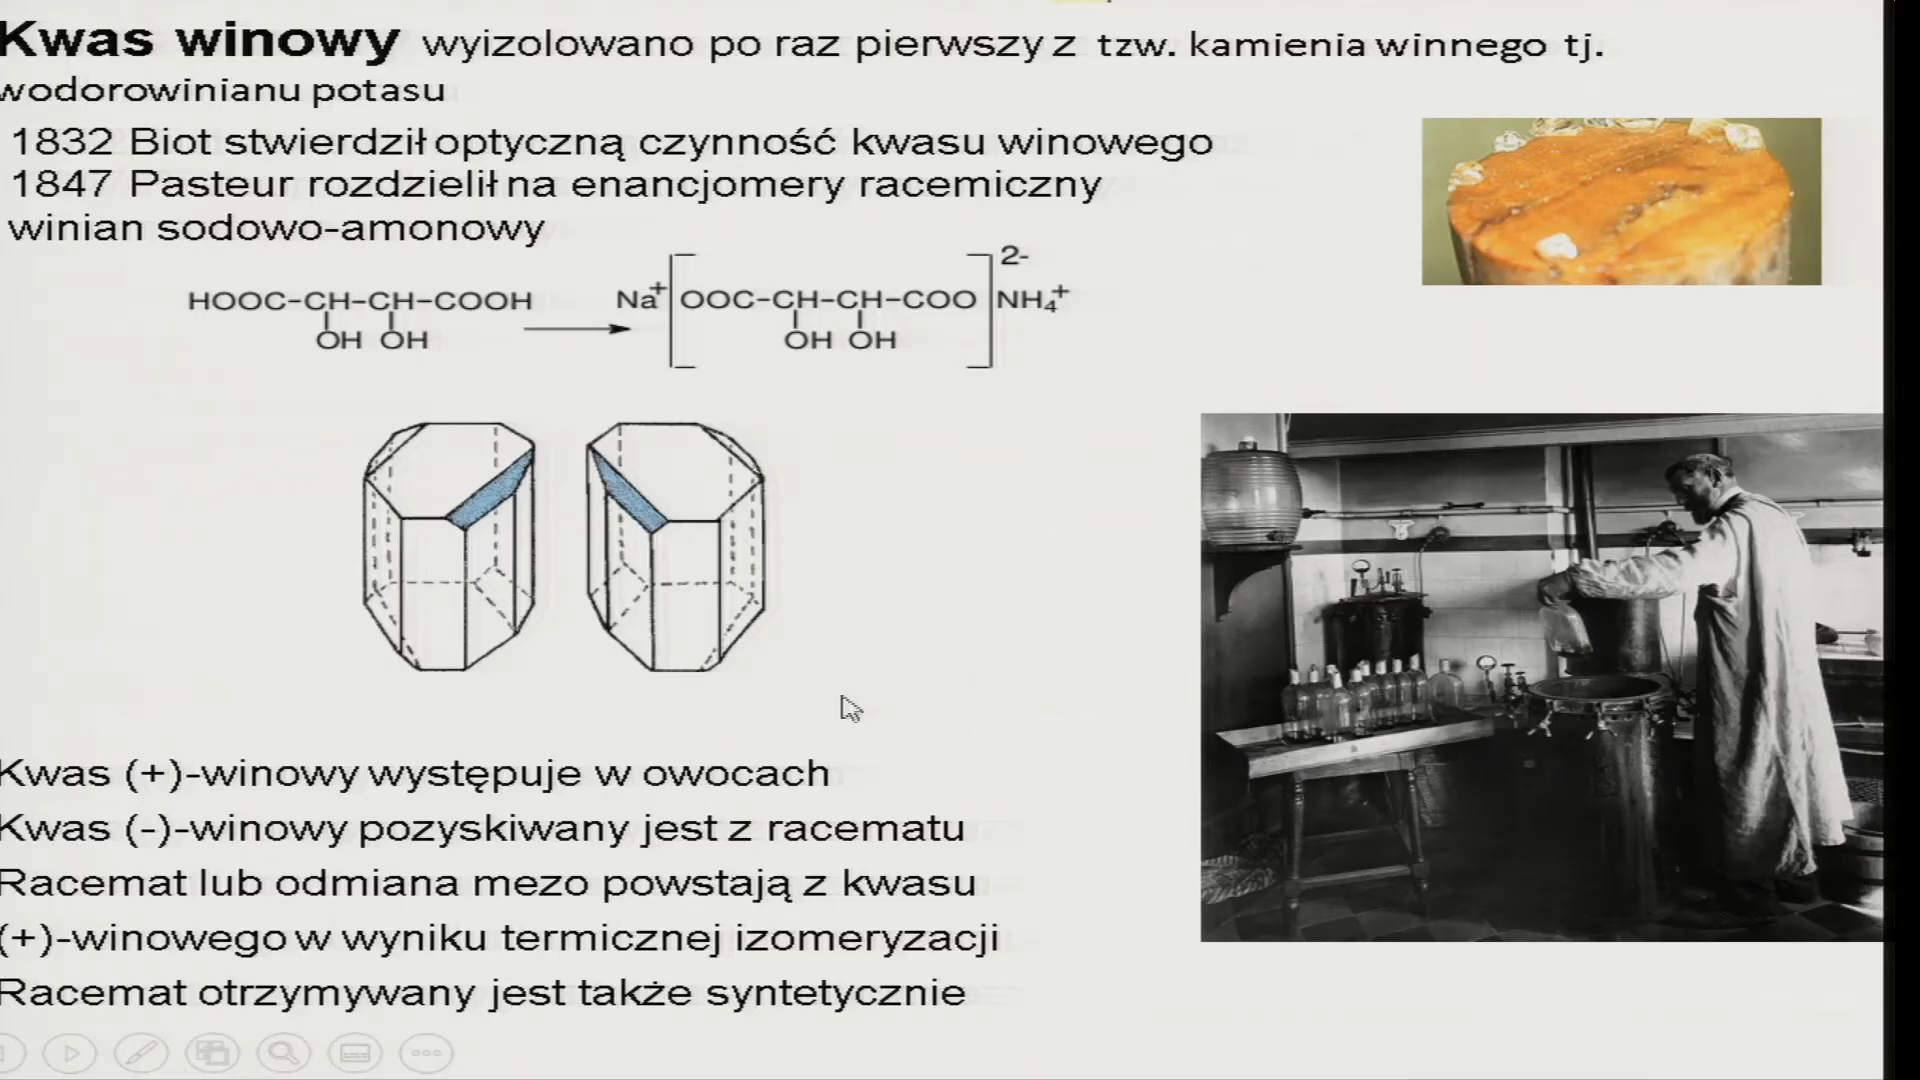 Kwas winowy wyizolowano po raz pierwszy z tzw. kamienia winnego tj.
wodorowinianu potasu
1832 Biot stwierdził optyczną czynność kwasu winowego
1847 Pasteur rozdzielił na enancjomery racemiczny
winian sodowo-amonowy
HOOC-CH-CH-COOH
OH OH
Na+ [OOC-CH-CH-COO]2- NH4+
OH OH
Kwas (+)-winowy występuje w owocach
Kwas (-)-winowy pozyskiwany jest z racematu
Racemat lub odmiana mezo powstają z kwasu
(+)-winowego w wyniku termicznej izomeryzacji
Racemat otrzymywany jest także syntetycznie